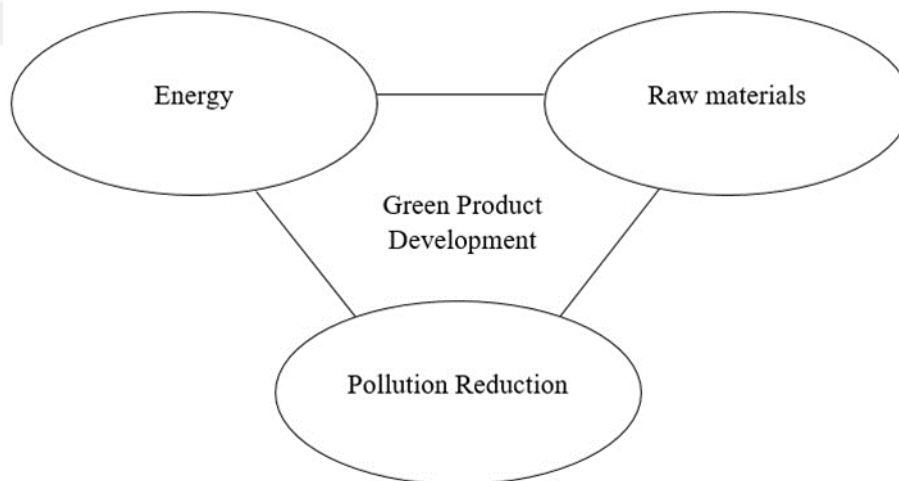 Energy
Raw materials
Green Product
Development
Pollution Reduction